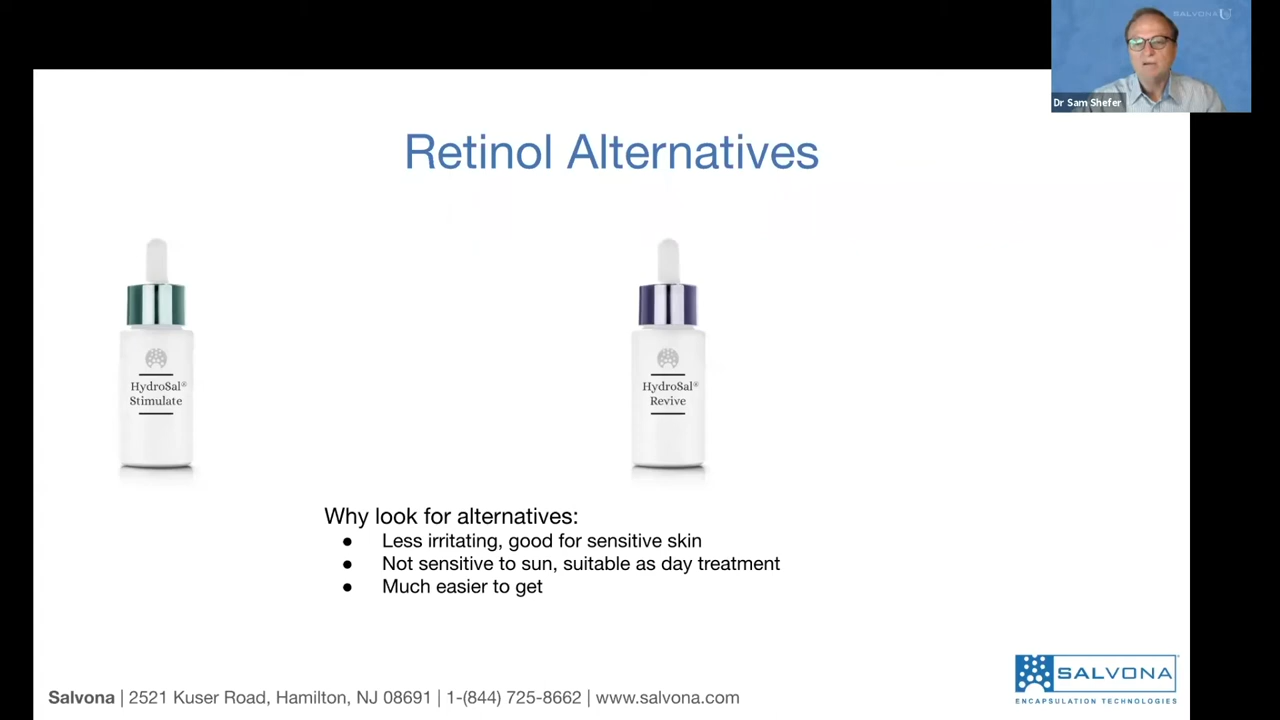 SALVONA U
Dr Sam Shefer
Retinol Alternatives
HydroSal®
Stimulate
HydroSal®
Revive
Why look for alternatives:
● Less irritating, good for sensitive skin
● Not sensitive to sun, suitable as day treatment
● Much easier to get
SALVONA®
ENCAPSULATION TECHNOLOGIES
Salvona | 2521 Kuser Road, Hamilton, NJ 08691 | 1-(844) 725-8662 | www.salvona.com